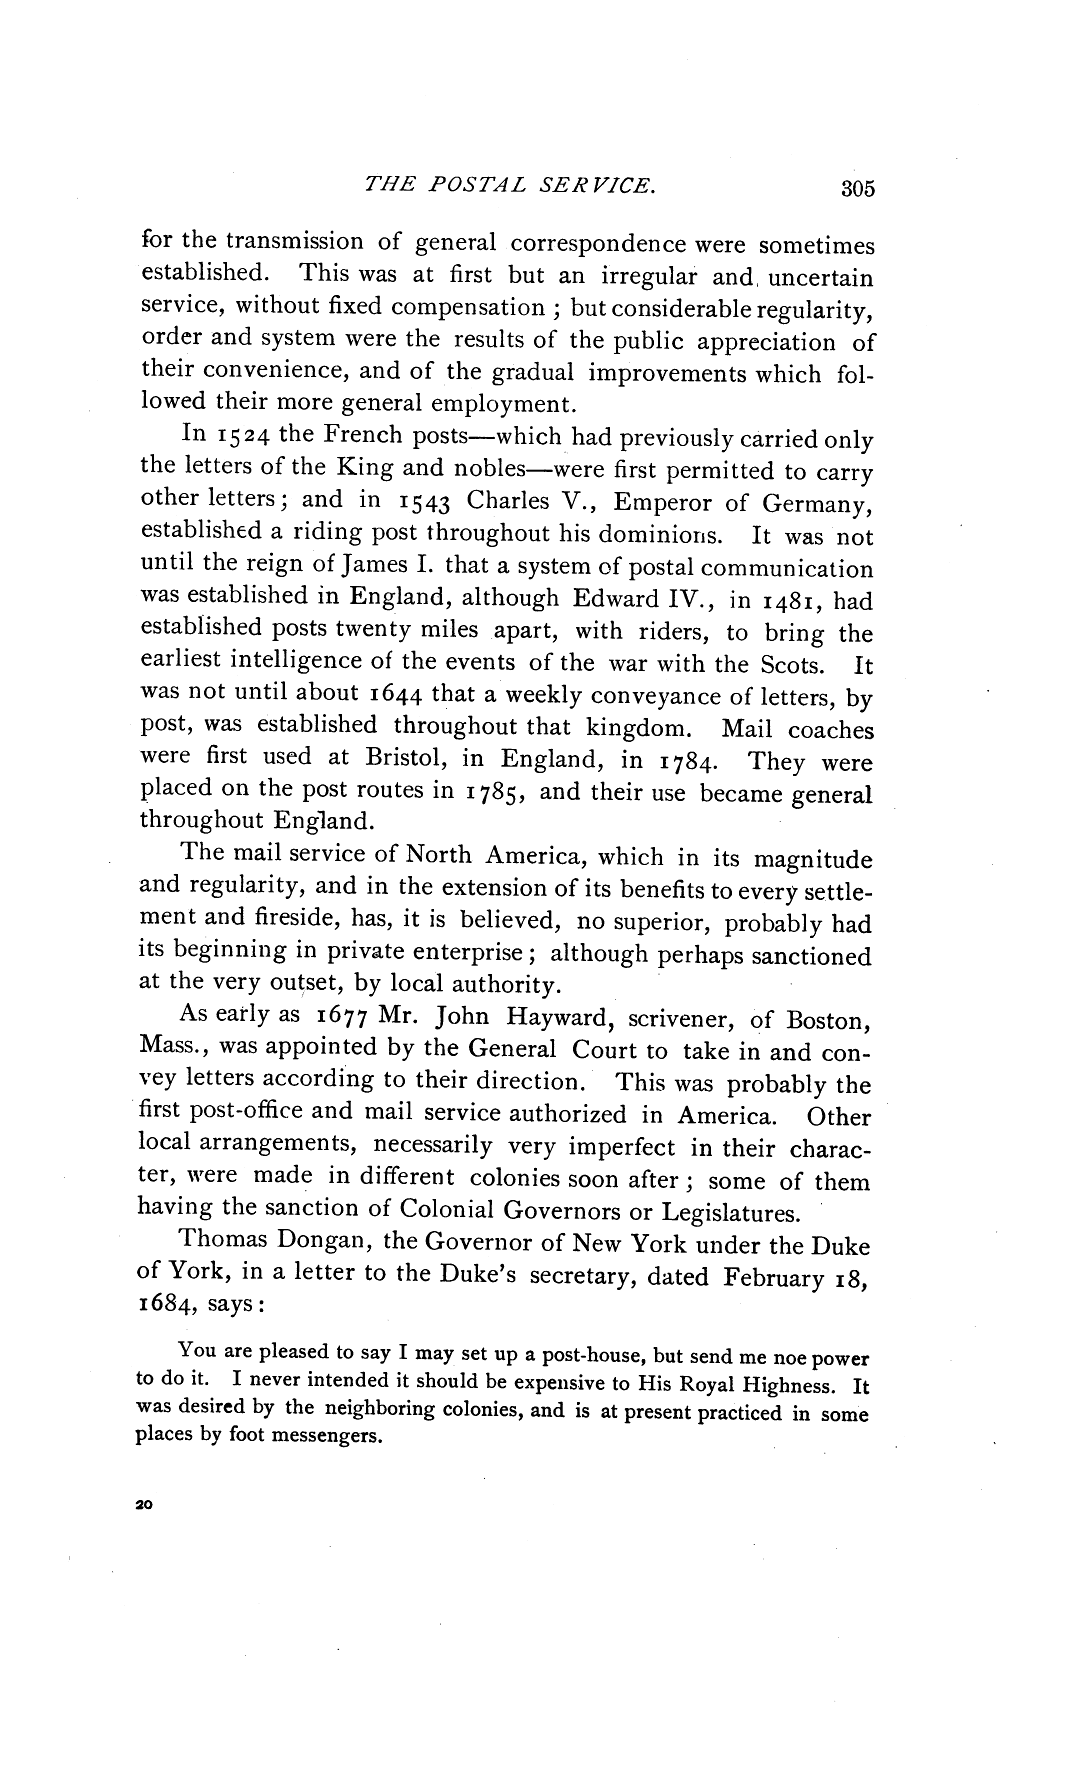 THE POSTAL SERVICE. 305
for the transmission of general correspondence were sometimes
established. This was at first but an irregular and uncertain
service, without fixed compensation ; but considerable regularity,
order and system were the results of the public appreciation of
their convenience, and of the gradual improvements which fol-
lowed their more general employment.
In 1524 the French posts—which had previously carried only
the letters of the King and nobles—were first permitted to carry
other letters; and in 1543 Charles V., Emperor of Germany,
established a riding post throughout his dominions. It was not
until the reign of James I. that a system of postal communication
was established in England, although Edward IV., in 1481, had
established posts twenty miles apart, with riders, to bring the
earliest intelligence of the events of the war with the Scots. It
was not until about 1644 that a weekly conveyance of letters, by
post, was established throughout that kingdom. Mail coaches
were first used at Bristol, in England, in 1784. They were
placed on the post routes in 1785, and their use became general
throughout England.
The mail service of North America, which in its magnitude
and regularity, and in the extension of its benefits to every settle-
ment and fireside, has, it is believed, no superior, probably had
its beginning in private enterprise ; although perhaps sanctioned
at the very outset, by local authority.
As early as 1677 Mr. John Hayward, scrivener, of Boston,
Mass., was appointed by the General Court to take in and con-
vey letters according to their direction. This was probably the
first post-office and mail service authorized in America. Other
local arrangements, necessarily very imperfect in their charac-
ter, were made in different colonies soon after ; some of them
having the sanction of Colonial Governors or Legislatures.
Thomas Dongan, the Governor of New York under the Duke
of York, in a letter to the Duke's secretary, dated February 18,
1684, says :
You are pleased to say I may set up a post-house, but send me noe power
to do it. I never intended it should be expensive to His Royal Highness. It
was desired by the neighboring colonies, and is at present practiced in some
places by foot messengers.
20